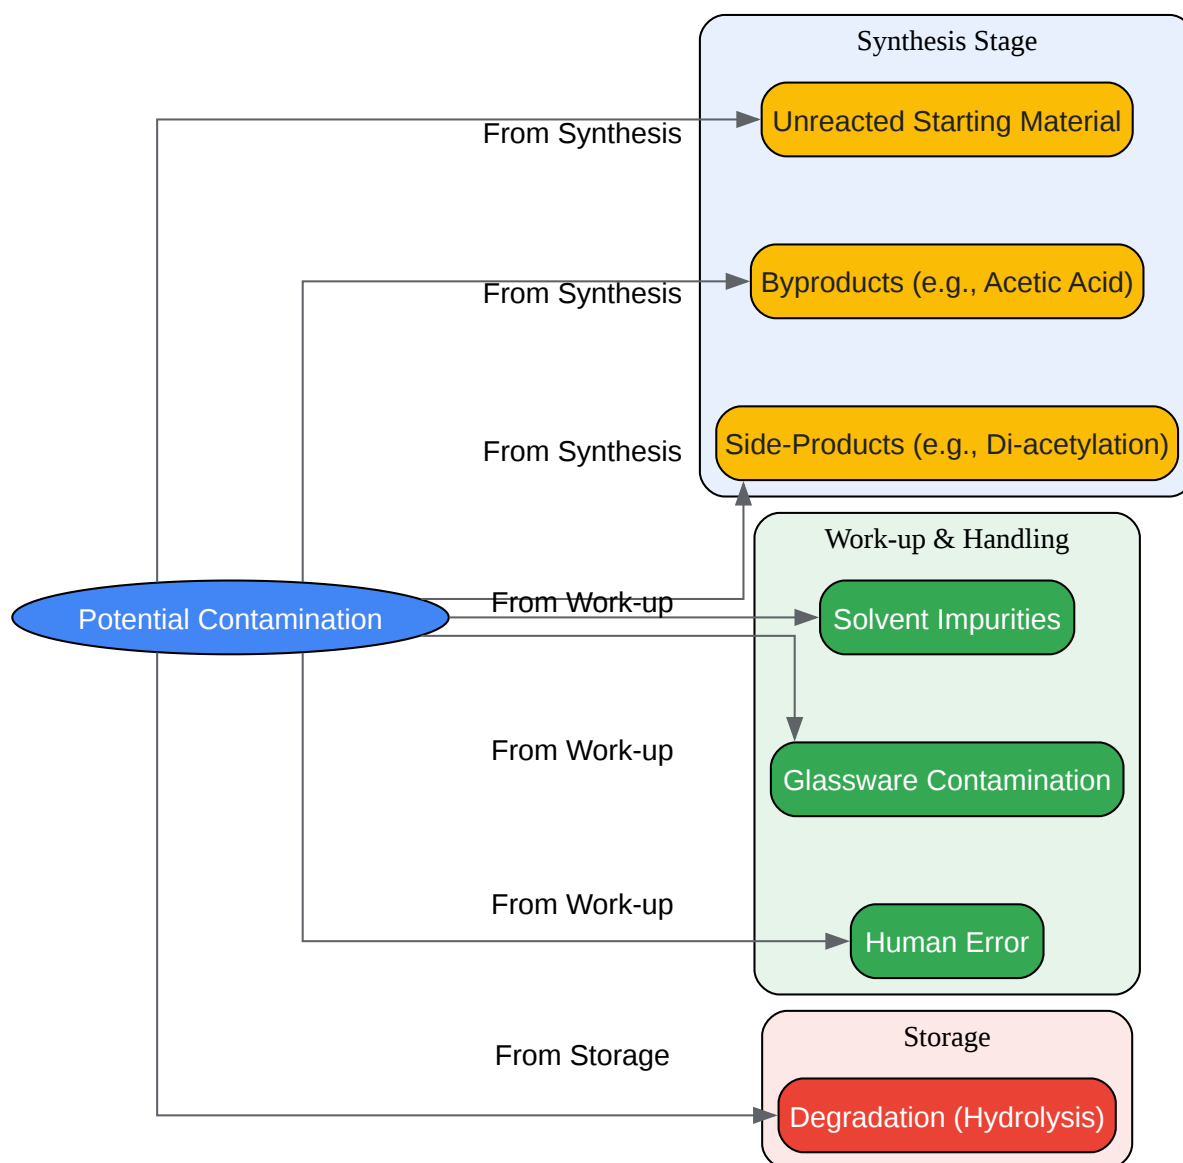 Synthesis Stage
From Synthesis
Unreacted Starting Material
From Synthesis
Byproducts (e.g., Acetic Acid)
From Synthesis
Side-Products (e.g., Di-acetylation)
Work-up & Handling
Potential Contamination
From Work-up
Solvent Impurities
From Work-up
Glassware Contamination
From Work-up
Human Error
Storage
From Storage
Degradation (Hydrolysis)